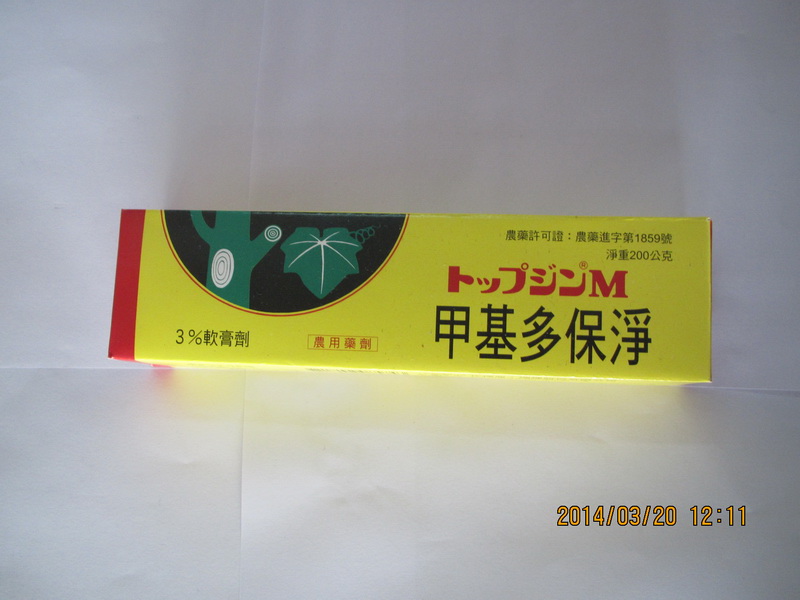 農藥許可證：農藥進字第1859號
淨重200公克
トップジン®M
甲基多保淨
3%軟膏劑
農用藥劑
2014/03/20 12:11